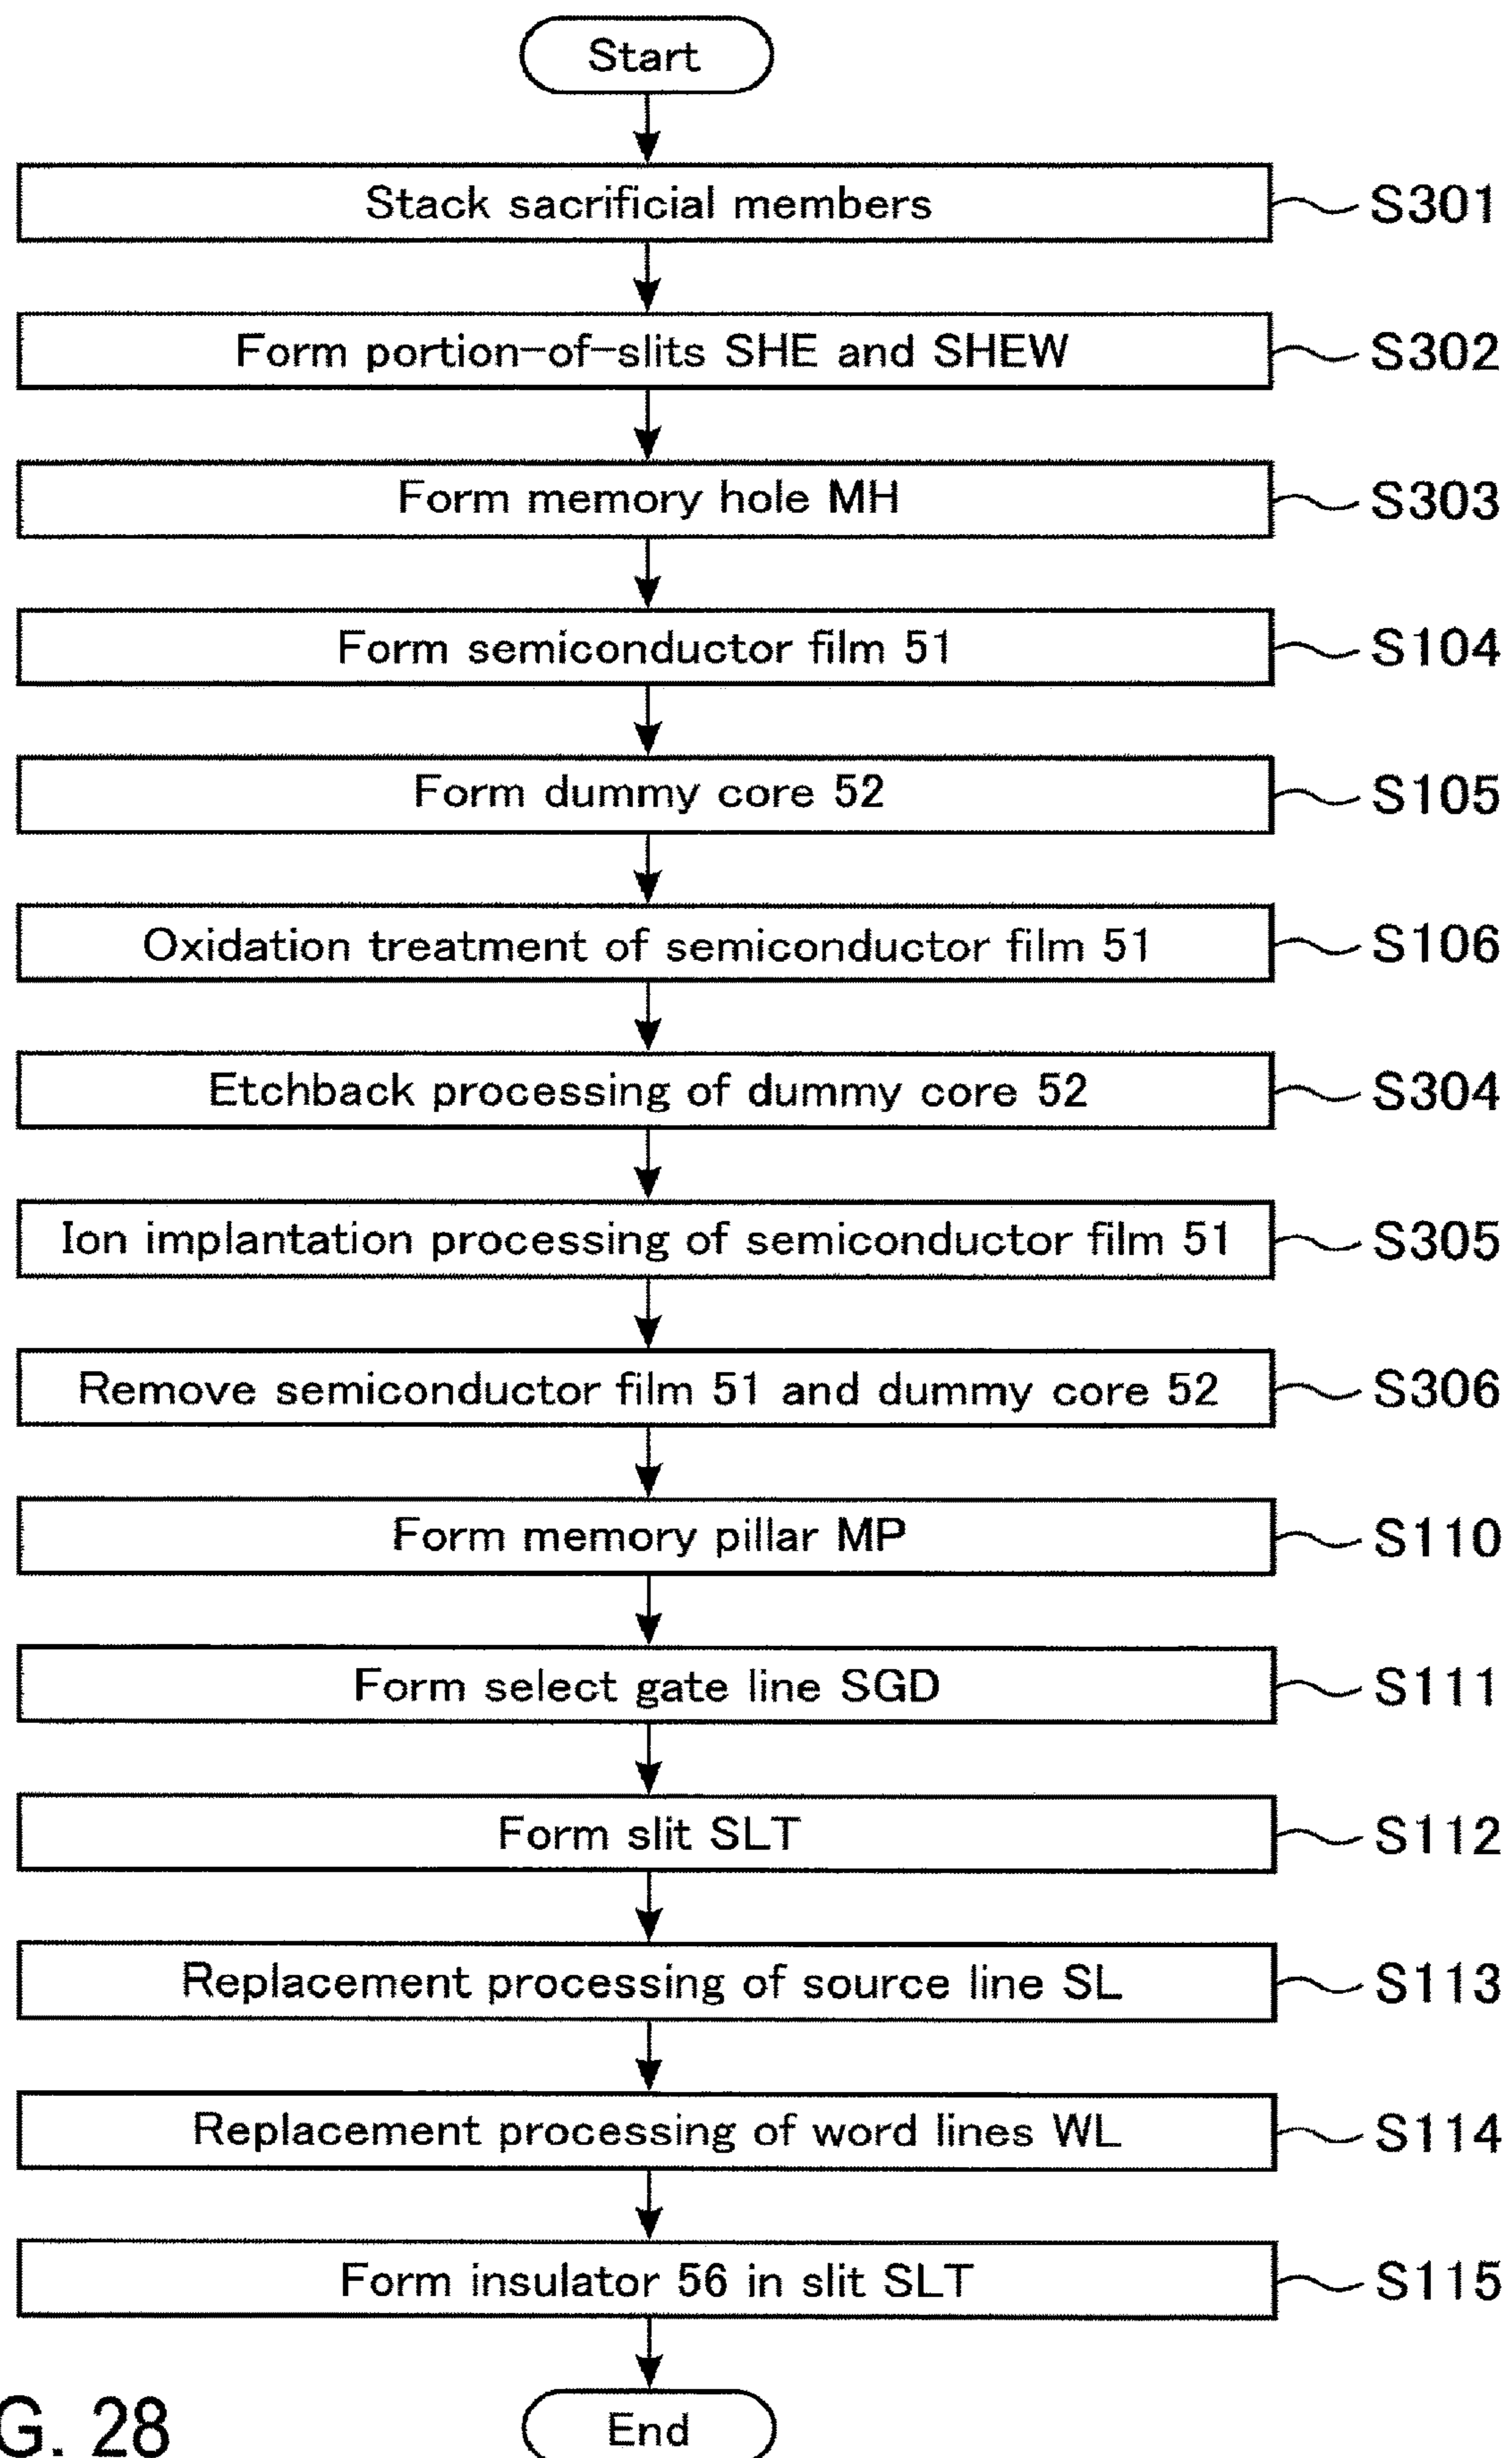 Start
Stack sacrificial members S301
Form portion-of-slits SHE and SHEW S302
Form memory hole MH S303
Form semiconductor film 51 S104
Form dummy core 52 S105
Oxidation treatment of semiconductor film 51 S106
Etchback processing of dummy core 52 S304
Ion implantation processing of semiconductor film 51 S305
Remove semiconductor film 51 and dummy core 52 S306
Form memory pillar MP S110
Form select gate line SGD S111
Form slit SLT S112
Replacement processing of source line SL S113
Replacement processing of word lines WL S114
Form insulator 56 in slit SLT S115
End
G. 28